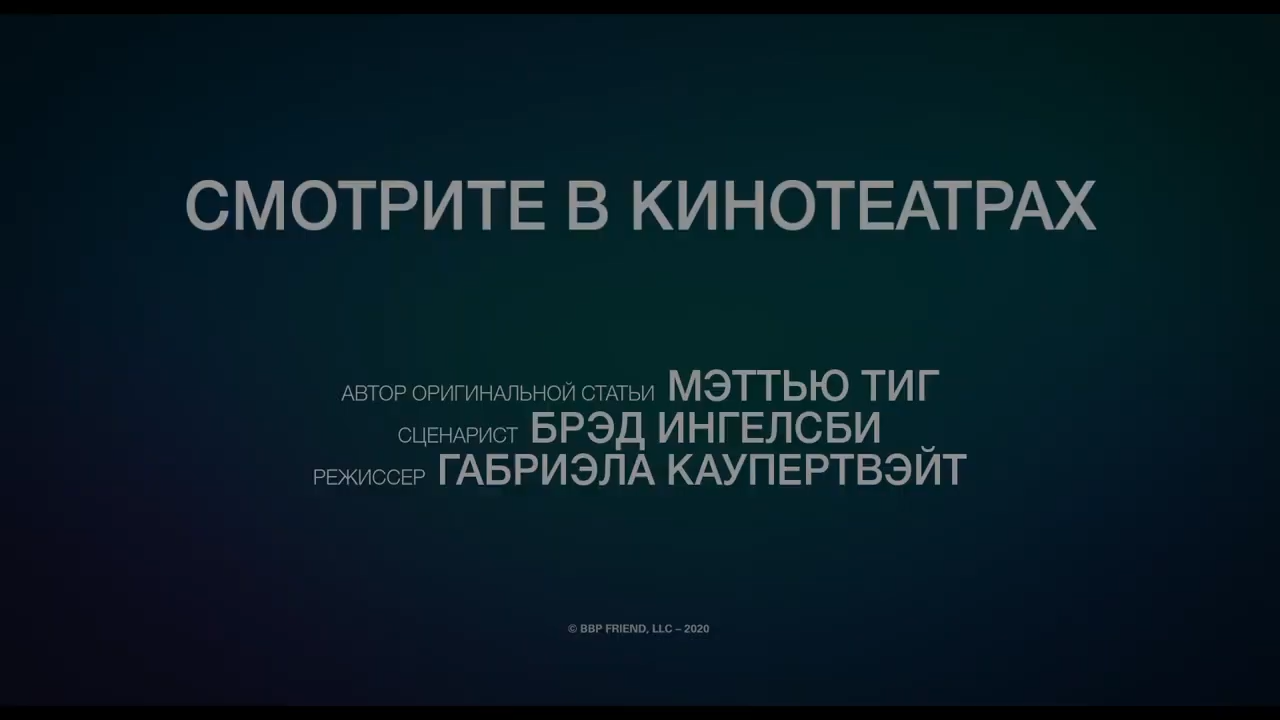 СМОТРИТЕ В КИНОТЕАТРАХ
АВТОР ОРИГИНАЛЬНОЙ СТАТЬИ МЭТТЬЮ ТИГ
СЦЕНАРИСТ БРЭД ИНГЕЛСБИ
РЕЖИССЕР ГАБРИЭЛА КАУПЕРТВЭЙТ
© BBP FRIEND, LLC – 2020